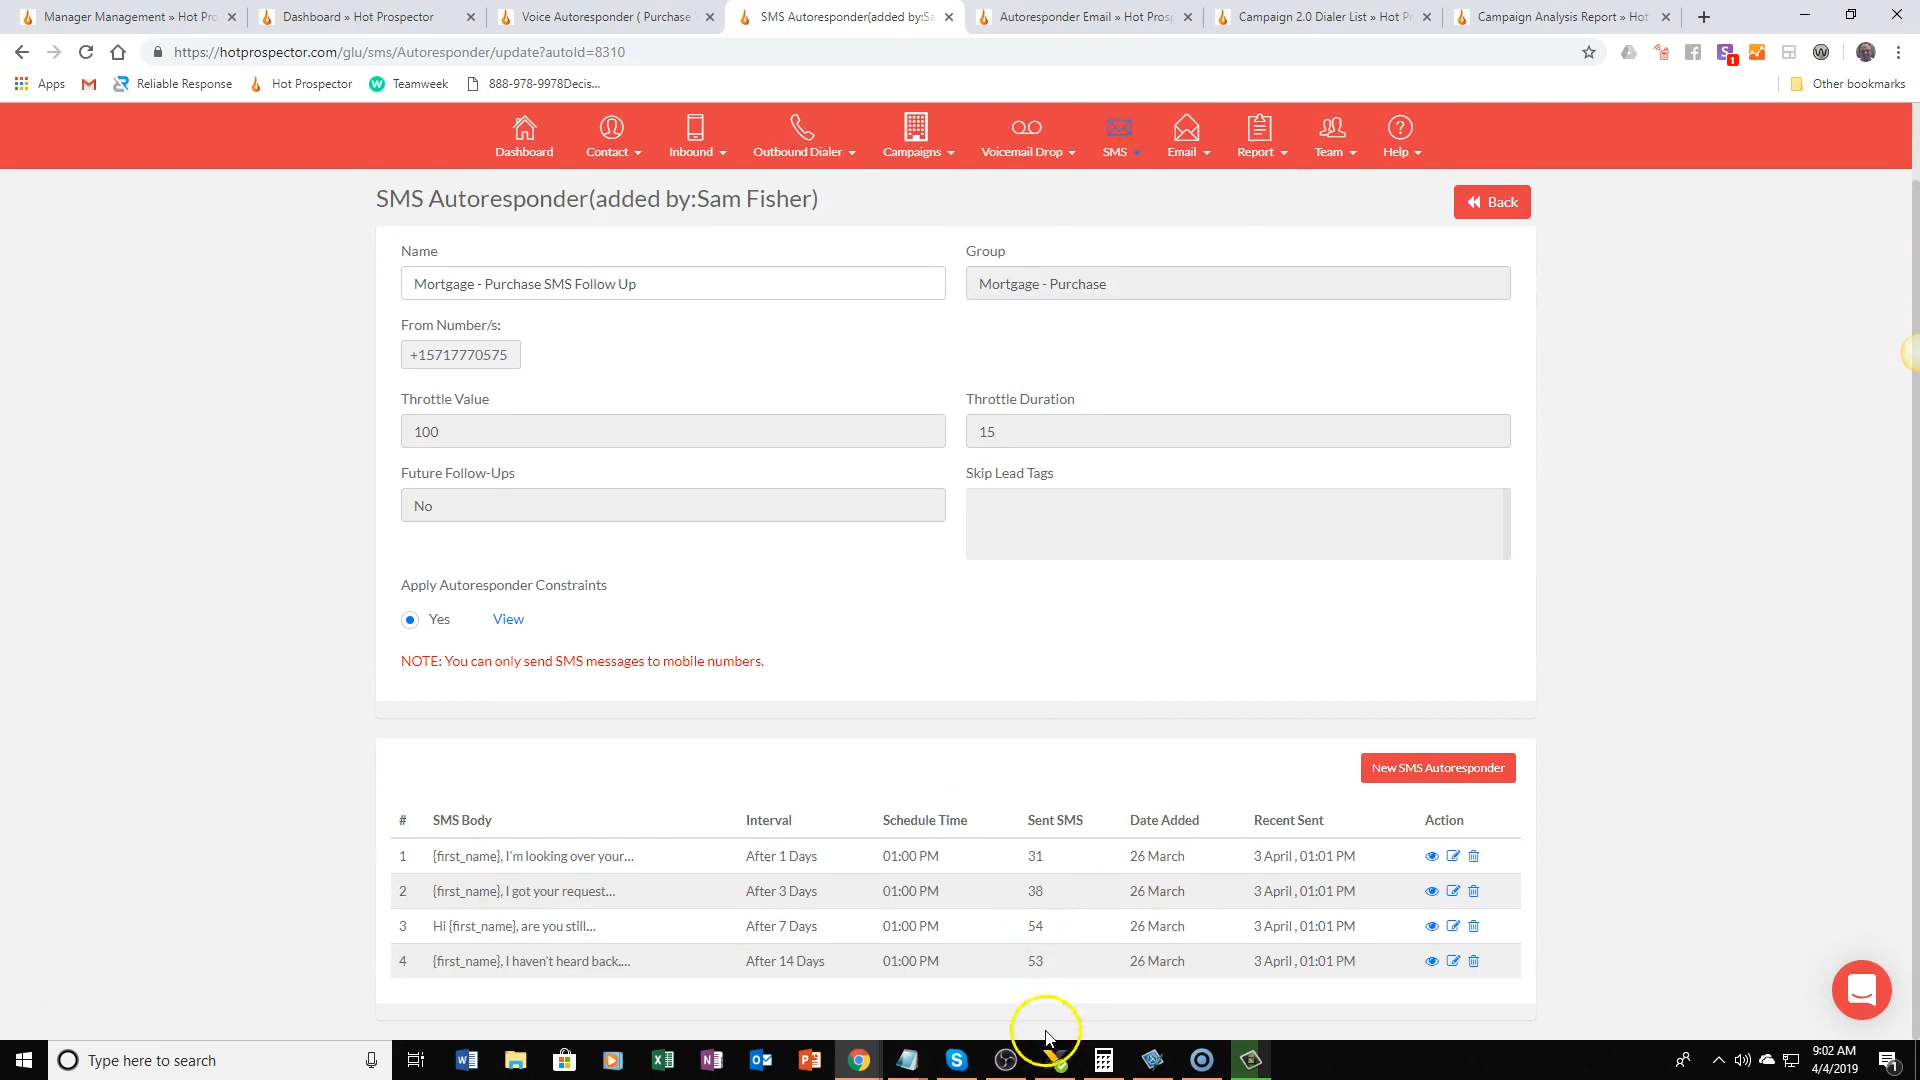 Manager Management » Hot Pro
Dashboard » Hot Prospector
Voice Autoresponder ( Purchase
SMS Autoresponder(added by:Sa
Autoresponder Email » Hot Prosp
Campaign 2.0 Dialer List » Hot P
Campaign Analysis Report » Hot
https://hotprospector.com/glu/sms/Autoresponder/update?autoId=8310
Apps
Reliable Response
Hot Prospector
Teamweek
888-978-9978Decis...
Other bookmarks
Dashboard
Contact
Inbound
Outbound Dialer
Campaigns
Voicemail Drop
SMS
Email
Report
Team
Help
SMS Autoresponder(added by:Sam Fisher)
Back
Name
Group
Mortgage - Purchase SMS Follow Up
Mortgage - Purchase
From Number/s:
+15717770575
Throttle Value
Throttle Duration
100
15
Future Follow-Ups
Skip Lead Tags
No
Apply Autoresponder Constraints
Yes View
NOTE: You can only send SMS messages to mobile numbers.
New SMS Autoresponder
# SMS Body Interval Schedule Time Sent SMS Date Added Recent Sent Action
1 {first_name}, I'm looking over your... After 1 Days 01:00 PM 31 26 March 3 April , 01:01 PM
2 {first_name}, I got your request... After 3 Days 01:00 PM 38 26 March 3 April , 01:01 PM
3 Hi {first_name}, are you still... After 7 Days 01:00 PM 54 26 March 3 April , 01:01 PM
4 {first_name}, I haven't heard back.... After 14 Days 01:00 PM 53 26 March 3 April , 01:01 PM
Type here to search
9:02 AM
4/4/2019